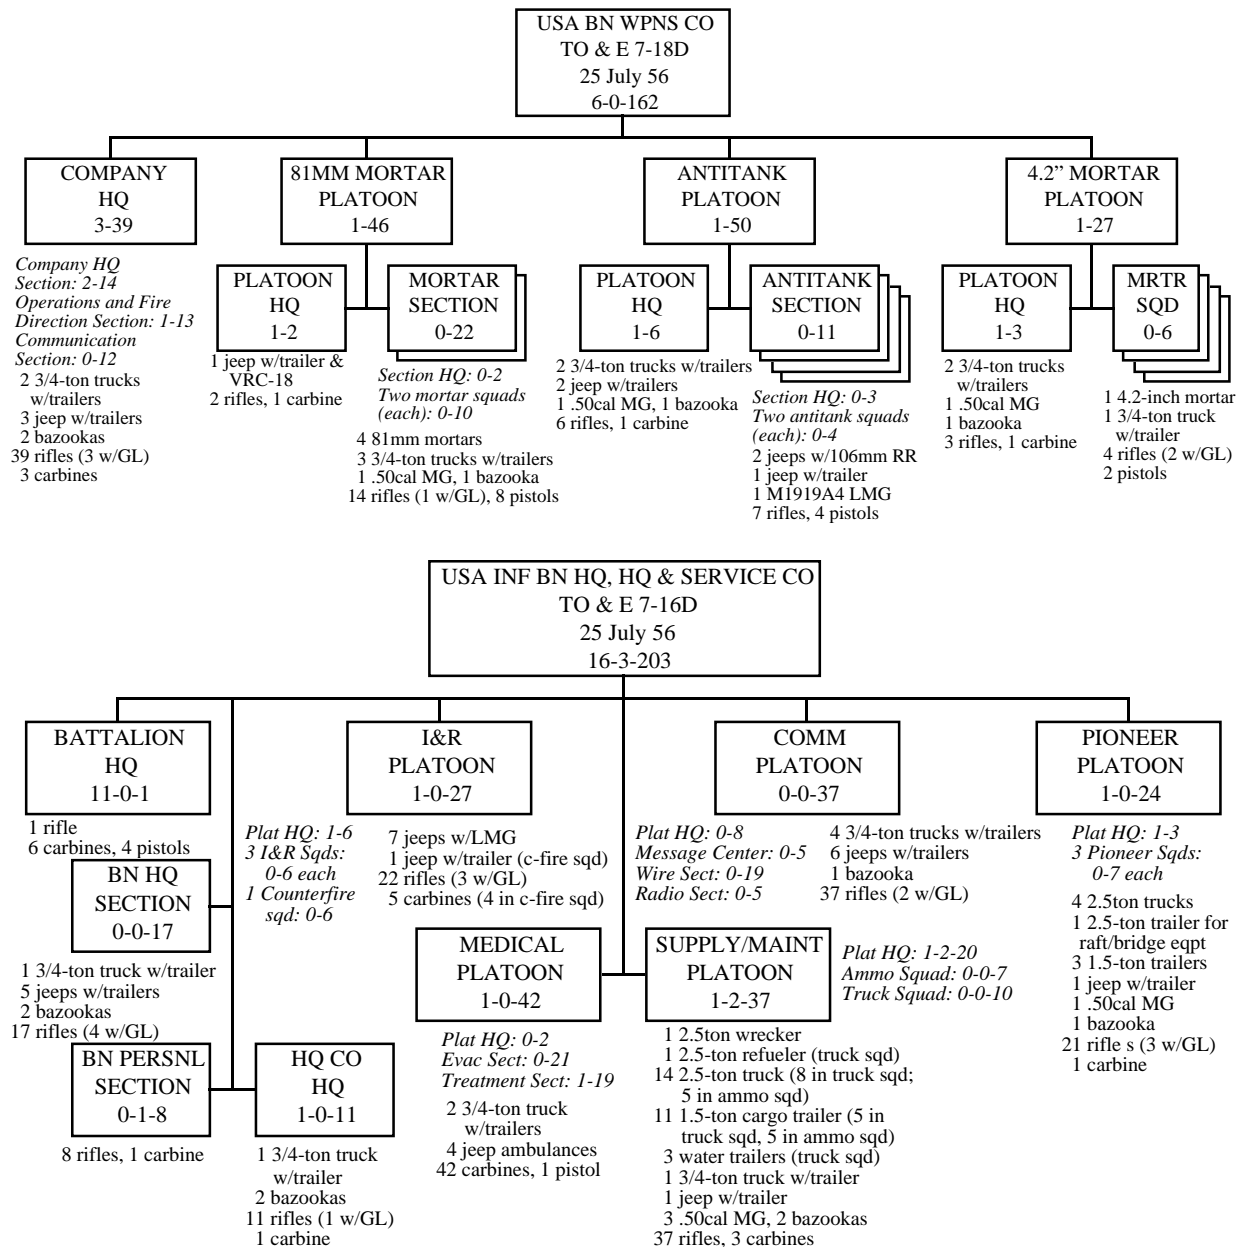 USA BN WPNS CO
TO & E 7-18D
25 July 56
6-0-162
COMPANY
HQ
3-39
Company HQ
Section: 2-14
Operations and Fire
Direction Section: 1-13
Communication
Section: 0-12
2 3/4-ton trucks
w/trailers
3 jeep w/trailers
2 bazookas
39 rifles (3 w/GL)
3 carbines
81MM MORTAR
PLATOON
1-46
PLATOON
HQ
1-2
1 jeep w/trailer &
VRC-18
2 rifles, 1 carbine
MORTAR
SECTION
0-22
Section HQ: 0-2
Two mortar squads
(each): 0-10
4 81mm mortars
3 3/4-ton trucks w/trailers
1 .50cal MG, 1 bazooka
14 rifles (1 w/GL), 8 pistols
ANTITANK
PLATOON
1-50
PLATOON
HQ
1-6
2 3/4-ton trucks w/trailers
2 jeep w/trailers
1 .50cal MG, 1 bazooka
6 rifles, 1 carbine
ANTITANK
SECTION
0-11
Section HQ: 0-3
Two antitank squads
(each): 0-4
2 jeeps w/106mm RR
1 jeep w/trailer
1 M1919A4 LMG
7 rifles, 4 pistols
4.2” MORTAR
PLATOON
1-27
PLATOON
HQ
1-3
2 3/4-ton trucks
w/trailers
1 .50cal MG
1 bazooka
3 rifles, 1 carbine
MRTR
SQD
0-6
1 4.2-inch mortar
1 3/4-ton truck
w/trailer
4 rifles (2 w/GL)
2 pistols
USA INF BN HQ, HQ & SERVICE CO
TO & E 7-16D
25 July 56
16-3-203
BATTALION
HQ
11-0-1
1 rifle
6 carbines, 4 pistols
BN HQ
SECTION
0-0-17
1 3/4-ton truck w/trailer
5 jeeps w/trailers
2 bazookas
17 rifles (4 w/GL)
BN PERSNL
SECTION
0-1-8
8 rifles, 1 carbine
HQ CO
HQ
1-0-11
1 3/4-ton truck
w/trailer
2 bazookas
11 rifles (1 w/GL)
1 carbine
I&R
PLATOON
1-0-27
Plat HQ: 1-6
3 I&R Sqds:
0-6 each
1 Counterfire
sqd: 0-6
7 jeeps w/LMG
1 jeep w/trailer (c-fire sqd)
22 rifles (3 w/GL)
5 carbines (4 in c-fire sqd)
MEDICAL
PLATOON
1-0-42
Plat HQ: 0-2
Evac Sect: 0-21
Treatment Sect: 1-19
2 3/4-ton truck
w/trailers
4 jeep ambulances
42 carbines, 1 pistol
SUPPLY/MAINT
PLATOON
1-2-37
Plat HQ: 1-2-20
Ammo Squad: 0-0-7
Truck Squad: 0-0-10
1 2.5ton wrecker
1 2.5-ton refueler (truck sqd)
14 2.5-ton truck (8 in truck sqd;
5 in ammo sqd)
11 1.5-ton cargo trailer (5 in
truck sqd, 5 in ammo sqd)
3 water trailers (truck sqd)
1 3/4-ton truck w/trailer
1 jeep w/trailer
3 .50cal MG, 2 bazookas
37 rifles, 3 carbines
COMM
PLATOON
0-0-37
Plat HQ: 0-8
Message Center: 0-5
Wire Sect: 0-19
Radio Sect: 0-5
4 3/4-ton trucks w/trailers
6 jeeps w/trailers
1 bazooka
37 rifles (2 w/GL)
PIONEER
PLATOON
1-0-24
Plat HQ: 1-3
3 Pioneer Sqds:
0-7 each
4 2.5ton trucks
1 2.5-ton trailer for
raft/bridge eqpt
3 1.5-ton trailers
1 jeep w/trailer
1 .50cal MG
1 bazooka
21 rifle s (3 w/GL)
1 carbine